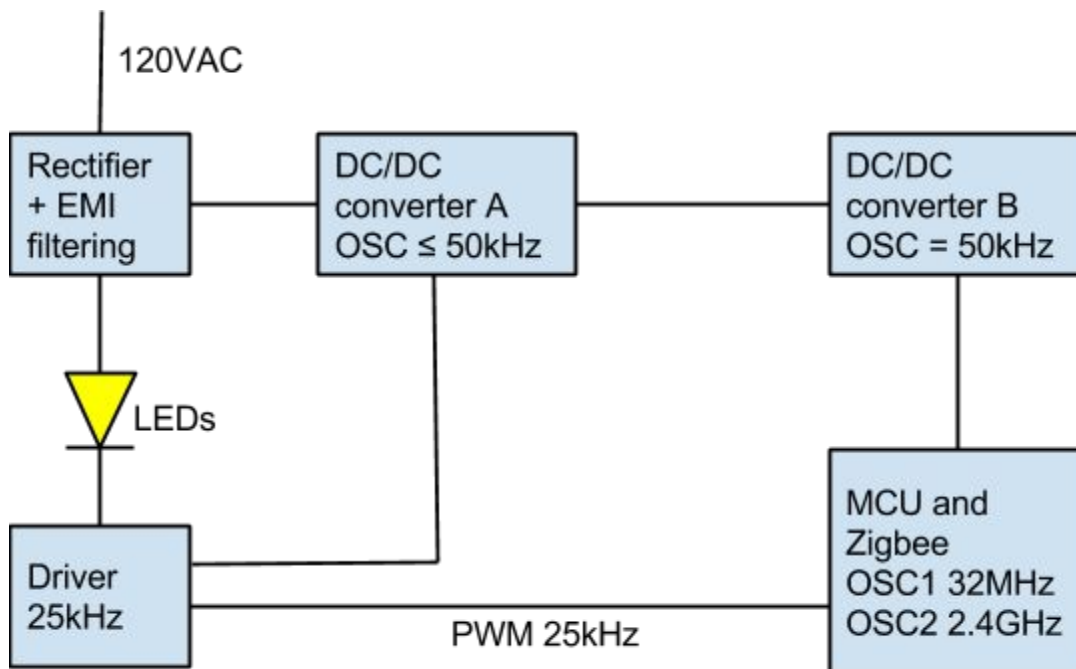 120VAC
Rectifier
+ EMI
filtering
DC/DC
converter A
OSC ≤ 50kHz
DC/DC
converter B
OSC = 50kHz
LEDs
Driver
25kHz
PWM 25kHz
MCU and
Zigbee
OSC1 32MHz
OSC2 2.4GHz